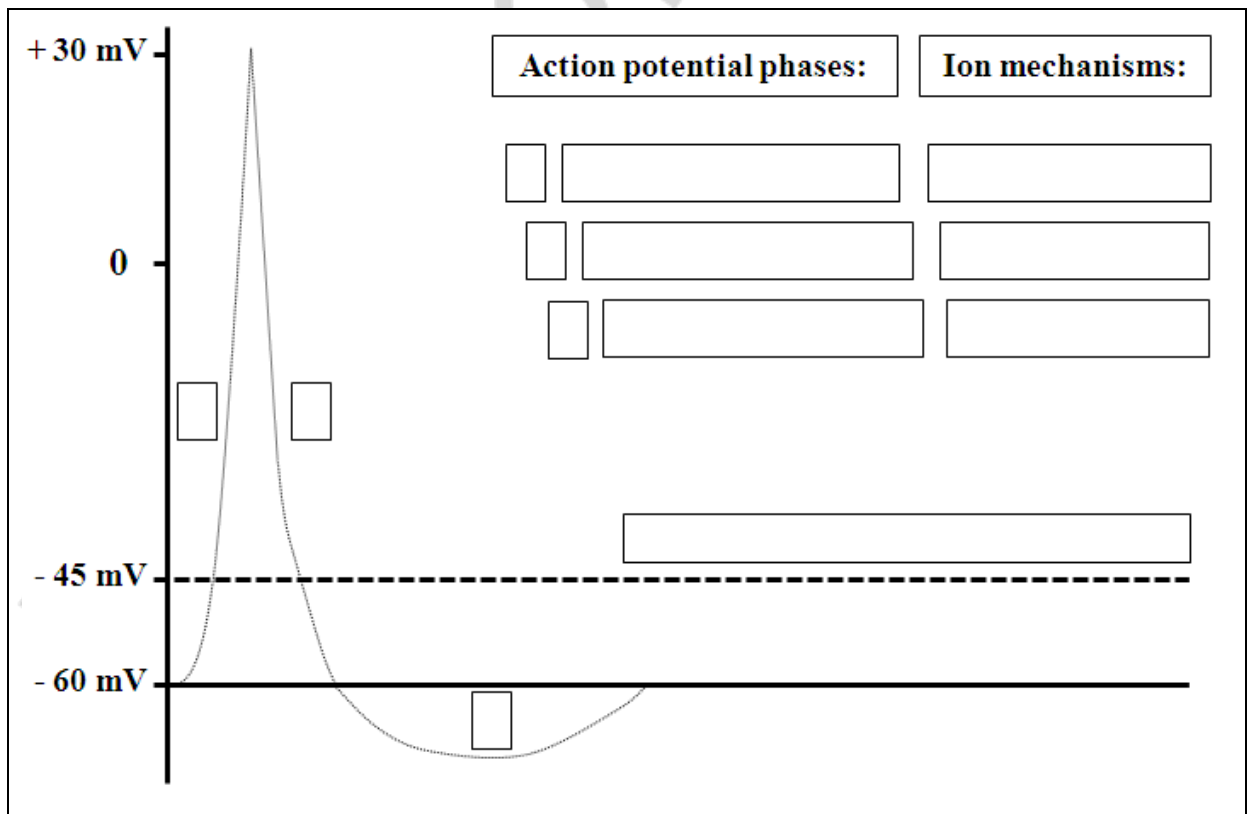 + 30 mV
Action potential phases:
Ion mechanisms:
0
- 45 mV
- 60 mV